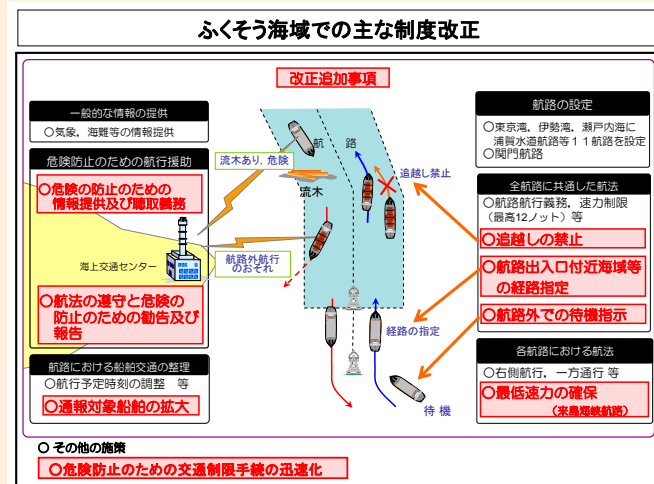 ふくそう海域での主な制度改正
改正追加事項
一般的な情報の提供
○気象，海難等の情報提供
危険防止のための航行援助
○危険の防止のための
情報提供及び聴取義務
海上交通センター
○航法の遵守と危険の
防止のための勧告及び
報告
航路における船舶交通の整理
○航行予定時刻の調整　等
○通報対象船舶の拡大
航　路
流木あり，危険
流木
追越し禁止
航路外航行
のおそれ
経路の指定
待 機
航路の設定
○東京湾，伊勢湾，瀬戸内海に
浦賀水道航路等１１航路を設定
○関門航路
全航路に共通した航法
○航路航行義務，速力制限
（最高12ノット）等
○追越しの禁止
○航路出入口付近海域等
の経路指定
○航路外での待機指示
各航路における航法
○右側航行，一方通行 等
○最低速力の確保
（来島海峡航路）
○ その他の施策
○危険防止のための交通制限手続の迅速化